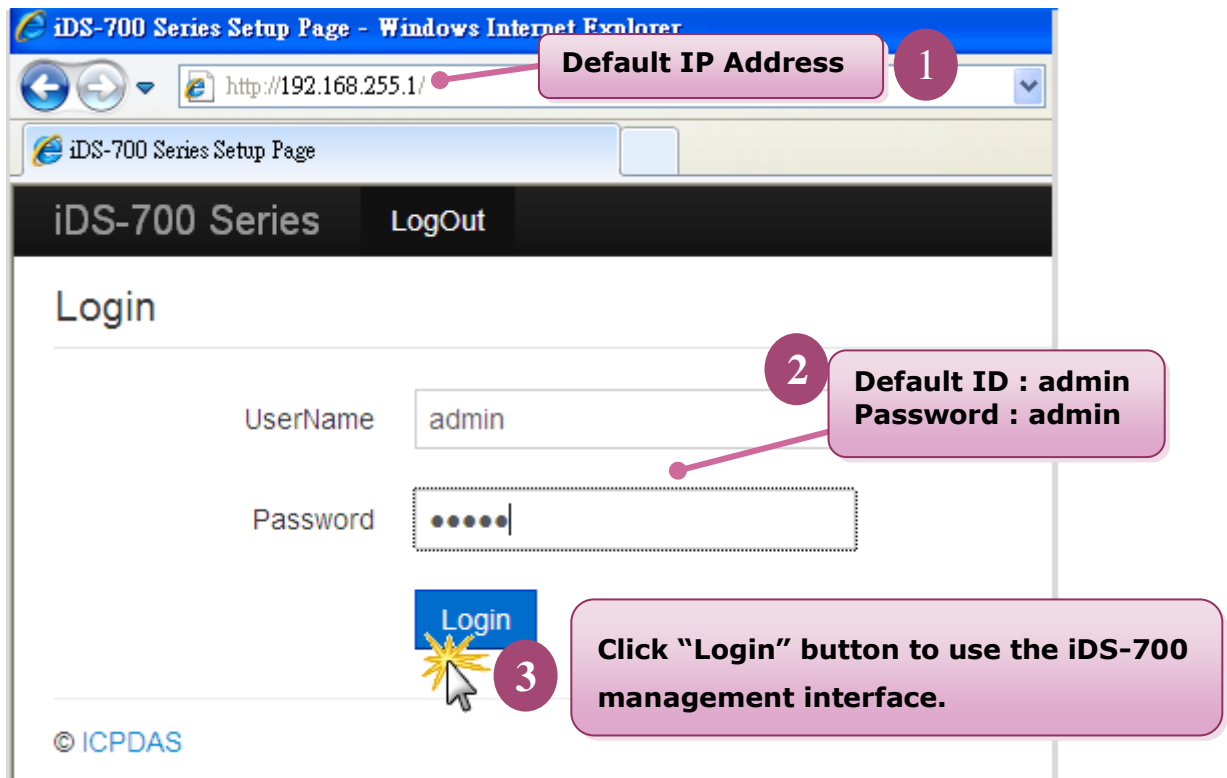 iDS-700 Series Setup Page - Windows Internet Explorer
Default IP Address
1
http://192.168.255.1/
iDS-700 Series Setup Page
iDS-700 Series LogOut
Login
2
Default ID : admin
Password : admin
UserName admin
Password •••••
Login
3
Click “Login” button to use the iDS-700
management interface.
© ICPDAS